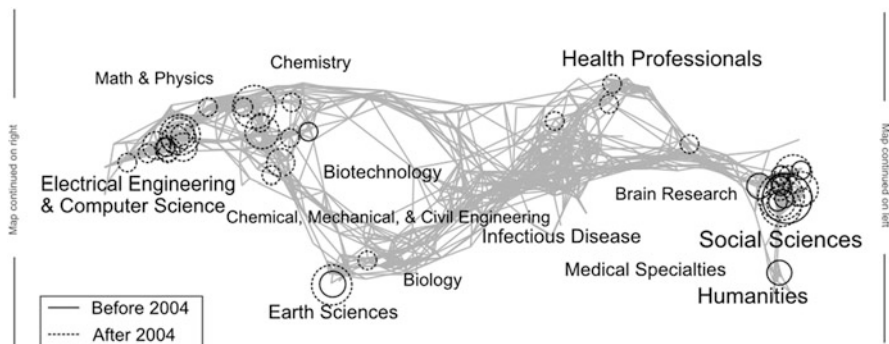 Health Professionals
Chemistry
Math & Physics
Map continued on right
Map continued on left
Electrical Engineering
& Computer Science
Biotechnology
Brain Research
Chemical, Mechanical, & Civil Engineering
Infectious Disease
Social Sciences
Medical Specialties
Biology
Humanities
Earth Sciences
Before 2004
After 2004